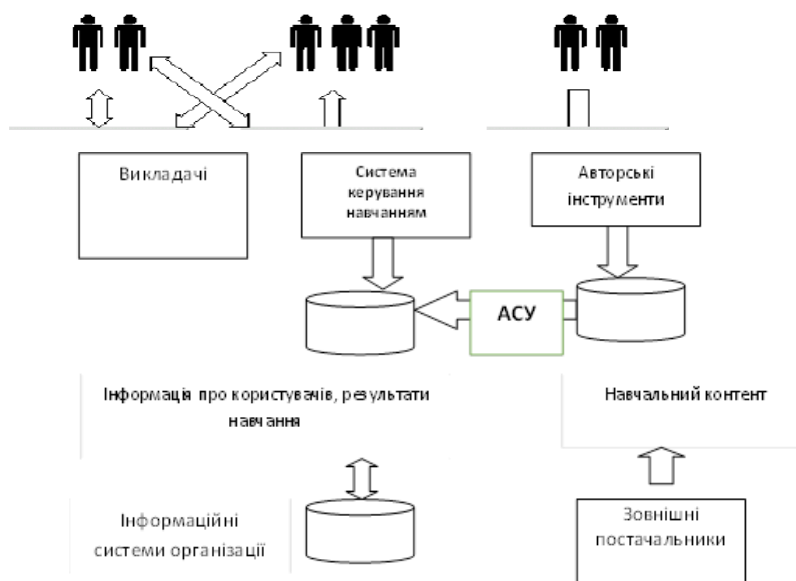 Викладачі
Система
керування
навчанням
Авторські
інструменти
АСУ
Інформація про користувачів, результати
навчання
Навчальний контент
Інформаційні
системи організації
Зовнішні
постачальники